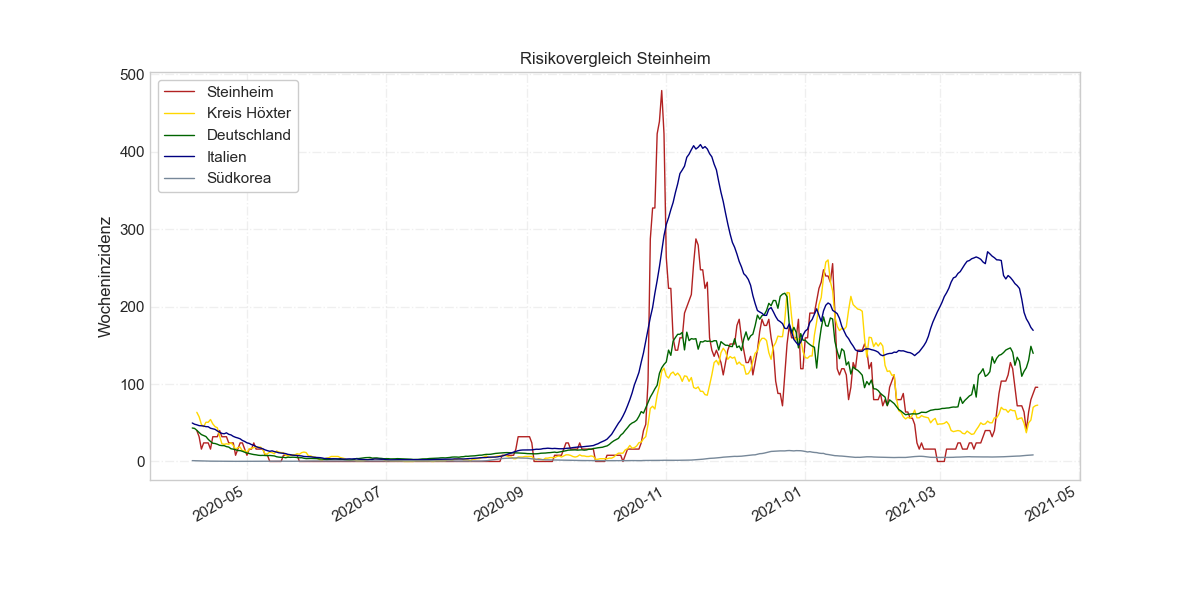 Risikovergleich Steinheim
Wocheninzidenz
500
400
300
200
100
0
Steinheim
Kreis Höxter
Deutschland
Italien
Südkorea
2020-05
2020-07
2020-09
2020-11
2021-01
2021-03
2021-05